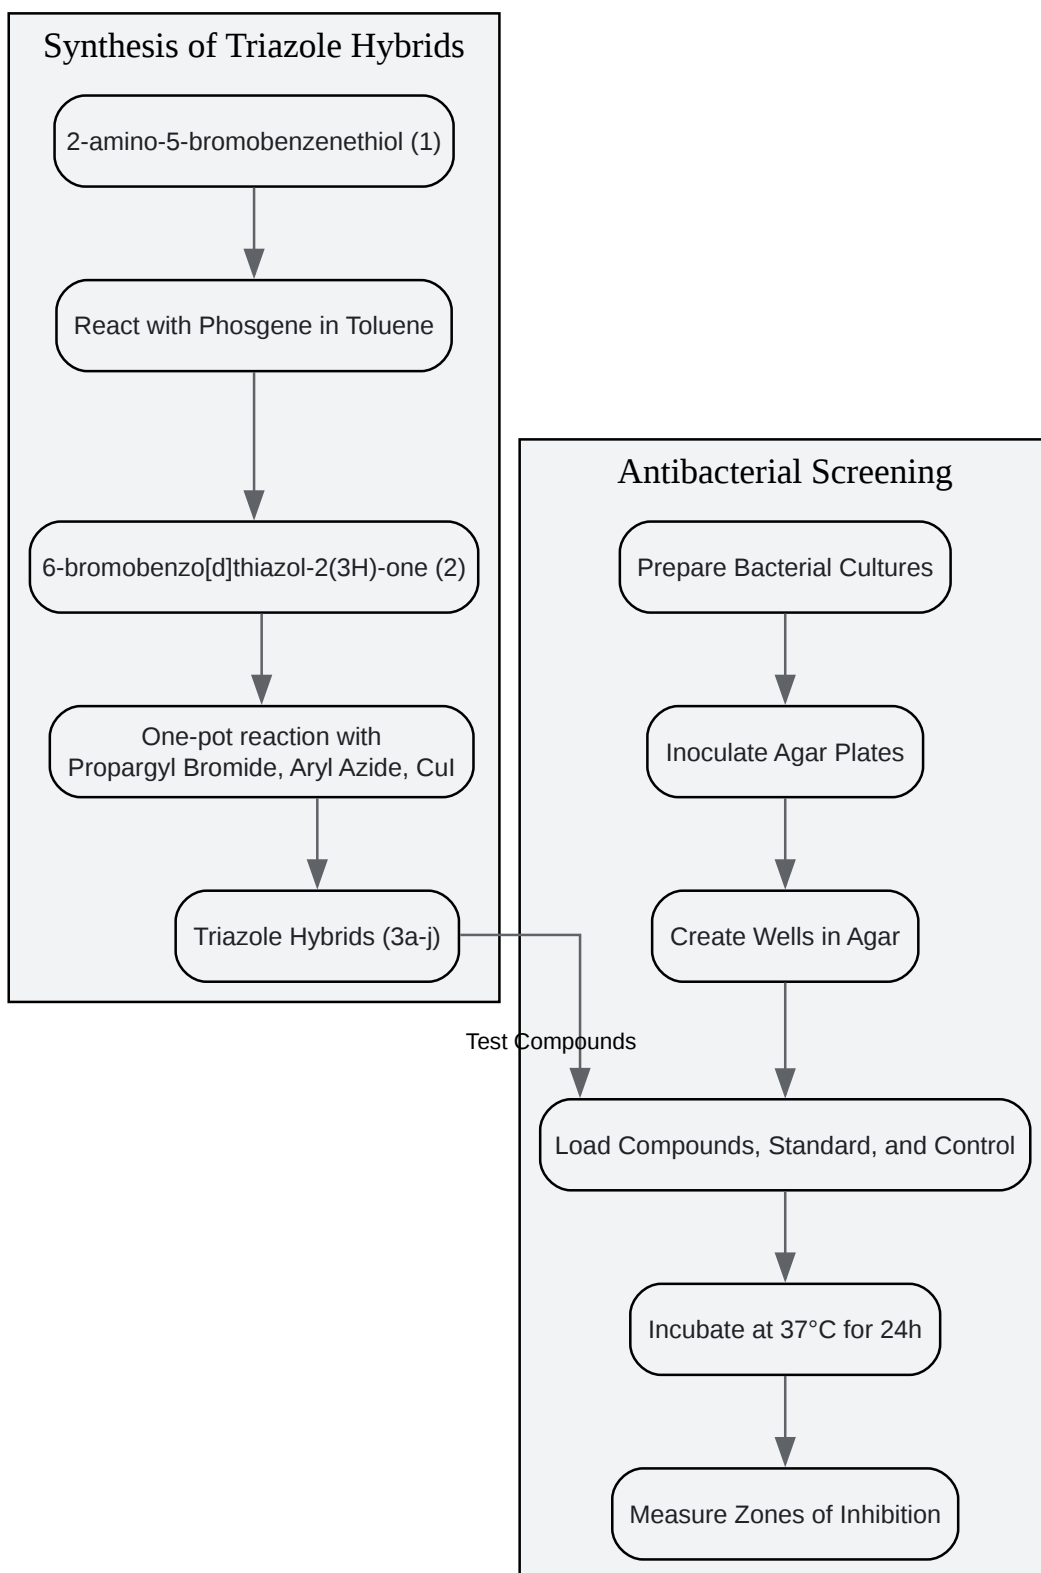 Synthesis of Triazole Hybrids
2-amino-5-bromobenzenethiol (1)
React with Phosgene in Toluene
6-bromobenzo[d]thiazol-2(3H)-one (2)
One-pot reaction with
Propargyl Bromide, Aryl Azide, CuI
Triazole Hybrids (3a-j)
Test Compounds
Antibacterial Screening
Prepare Bacterial Cultures
Inoculate Agar Plates
Create Wells in Agar
Load Compounds, Standard, and Control
Incubate at 37°C for 24h
Measure Zones of Inhibition